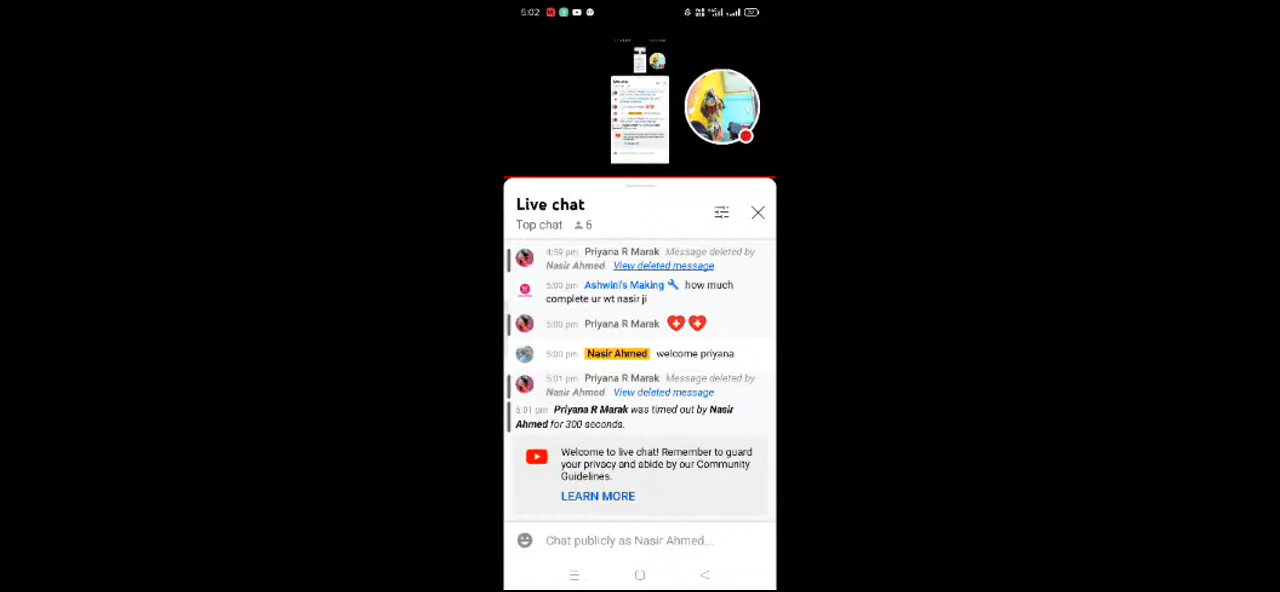 5:02
Live chat
Top chat 6
4:59 pm Priyana R Marak Message deleted by
Nasir Ahmed View deleted message
5:00 pm Ashwini's Making how much
complete ur wt nasir ji
5:00 pm Priyana R Marak
5:00 pm Nasir Ahmed welcome priyana
5:01 pm Priyana R Marak Message deleted by
Nasir Ahmed View deleted message
5:01 pm Priyana R Marak was timed out by Nasir
Ahmed for 300 seconds.
Welcome to live chat! Remember to guard
your privacy and abide by our Community
Guidelines.
LEARN MORE
Chat publicly as Nasir Ahmed...